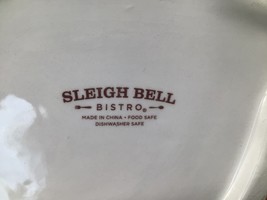 SLEIGH BELL
BISTRO®
MADE IN CHINA • FOOD SAFE
DISHWASHER SAFE